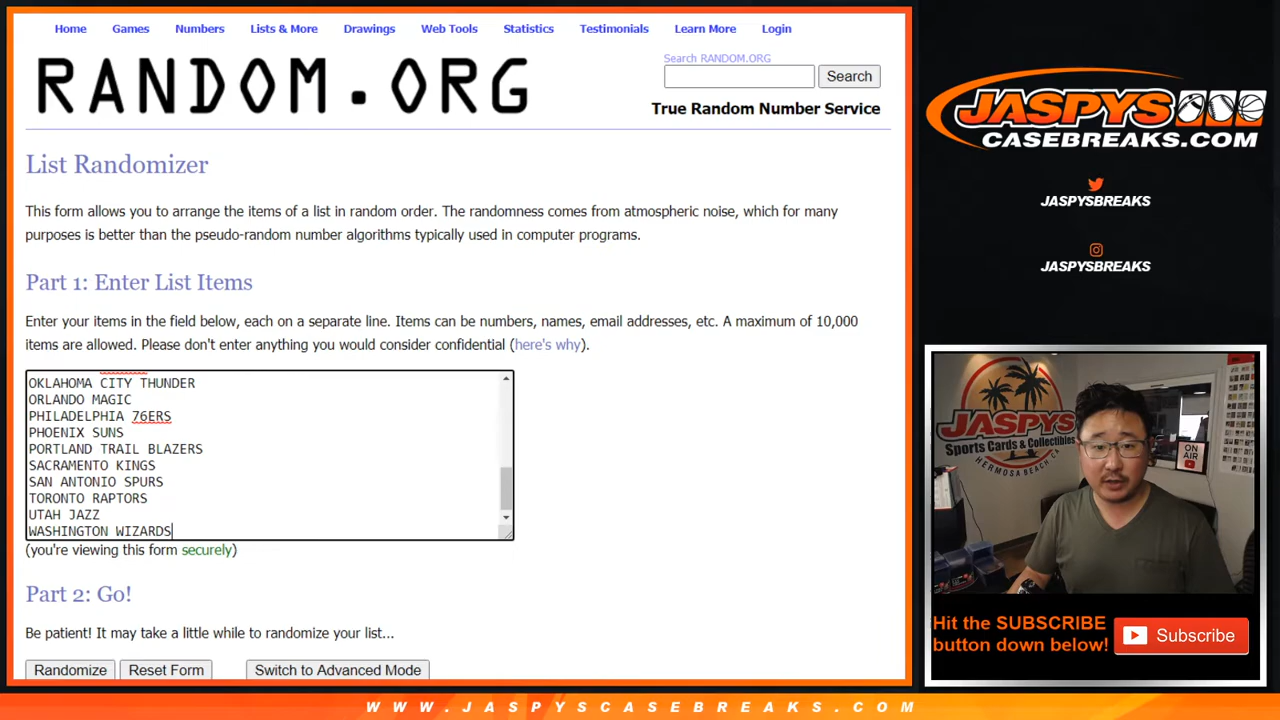 Home Games Numbers Lists & More Drawings Web Tools Statistics Testimonials Learn More Login
RANDOM.ORG
Search RANDOM.ORG
Search
True Random Number Service
List Randomizer
This form allows you to arrange the items of a list in random order. The randomness comes from atmospheric noise, which for many
purposes is better than the pseudo-random number algorithms typically used in computer programs.
Part 1: Enter List Items
Enter your items in the field below, each on a separate line. Items can be numbers, names, email addresses, etc. A maximum of 10,000
items are allowed. Please don't enter anything you would consider confidential (here's why).
OKLAHOMA CITY THUNDER
ORLANDO MAGIC
PHILADELPHIA 76ERS
PHOENIX SUNS
PORTLAND TRAIL BLAZERS
SACRAMENTO KINGS
SAN ANTONIO SPURS
TORONTO RAPTORS
UTAH JAZZ
WASHINGTON WIZARDS
(you're viewing this form securely)
Part 2: Go!
Be patient! It may take a little while to randomize your list...
Randomize Reset Form Switch to Advanced Mode
JASPYS
CASEBREAKS.COM
JASPYSBREAKS
JASPYSBREAKS
JASPYS
Sports Cards & Collectibles
HERMOSA BEACH, CA
ON
AIR
Hit the SUBSCRIBE
button down below!
Subscribe
WWW.JASPYSCASEBREAKS.COM